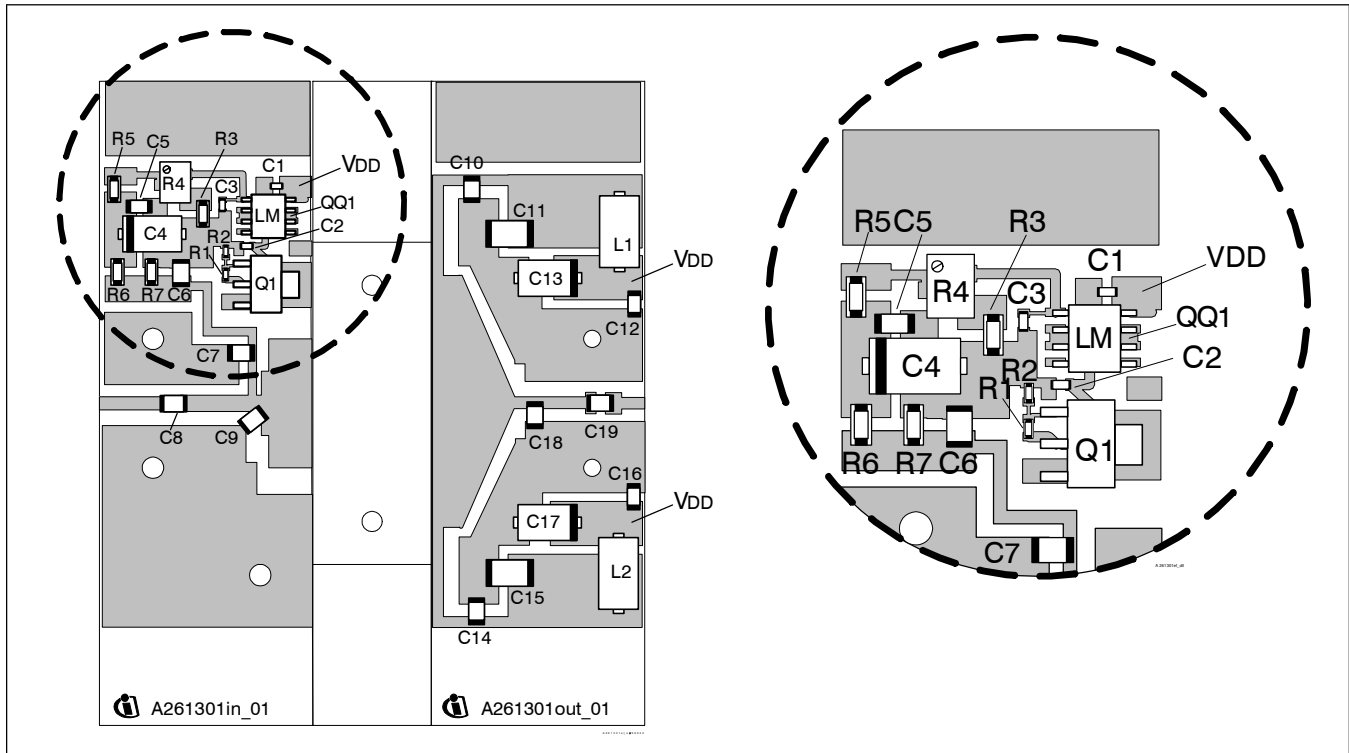 R5
C5
R3
R4
C3
C1
VDD
LM
QQ1
C2
C4
R2
R1
Q1
R6
R7
C6
C7
C8
C9
A261301in_01
C10
C11
L1
VDD
C13
C12
C18
C19
C16
VDD
C17
C15
L2
C14
A261301out_01
R5
C5
R3
R4
C3
C1
VDD
LM
QQ1
C2
C4
R2
R1
Q1
R6
R7
C6
C7